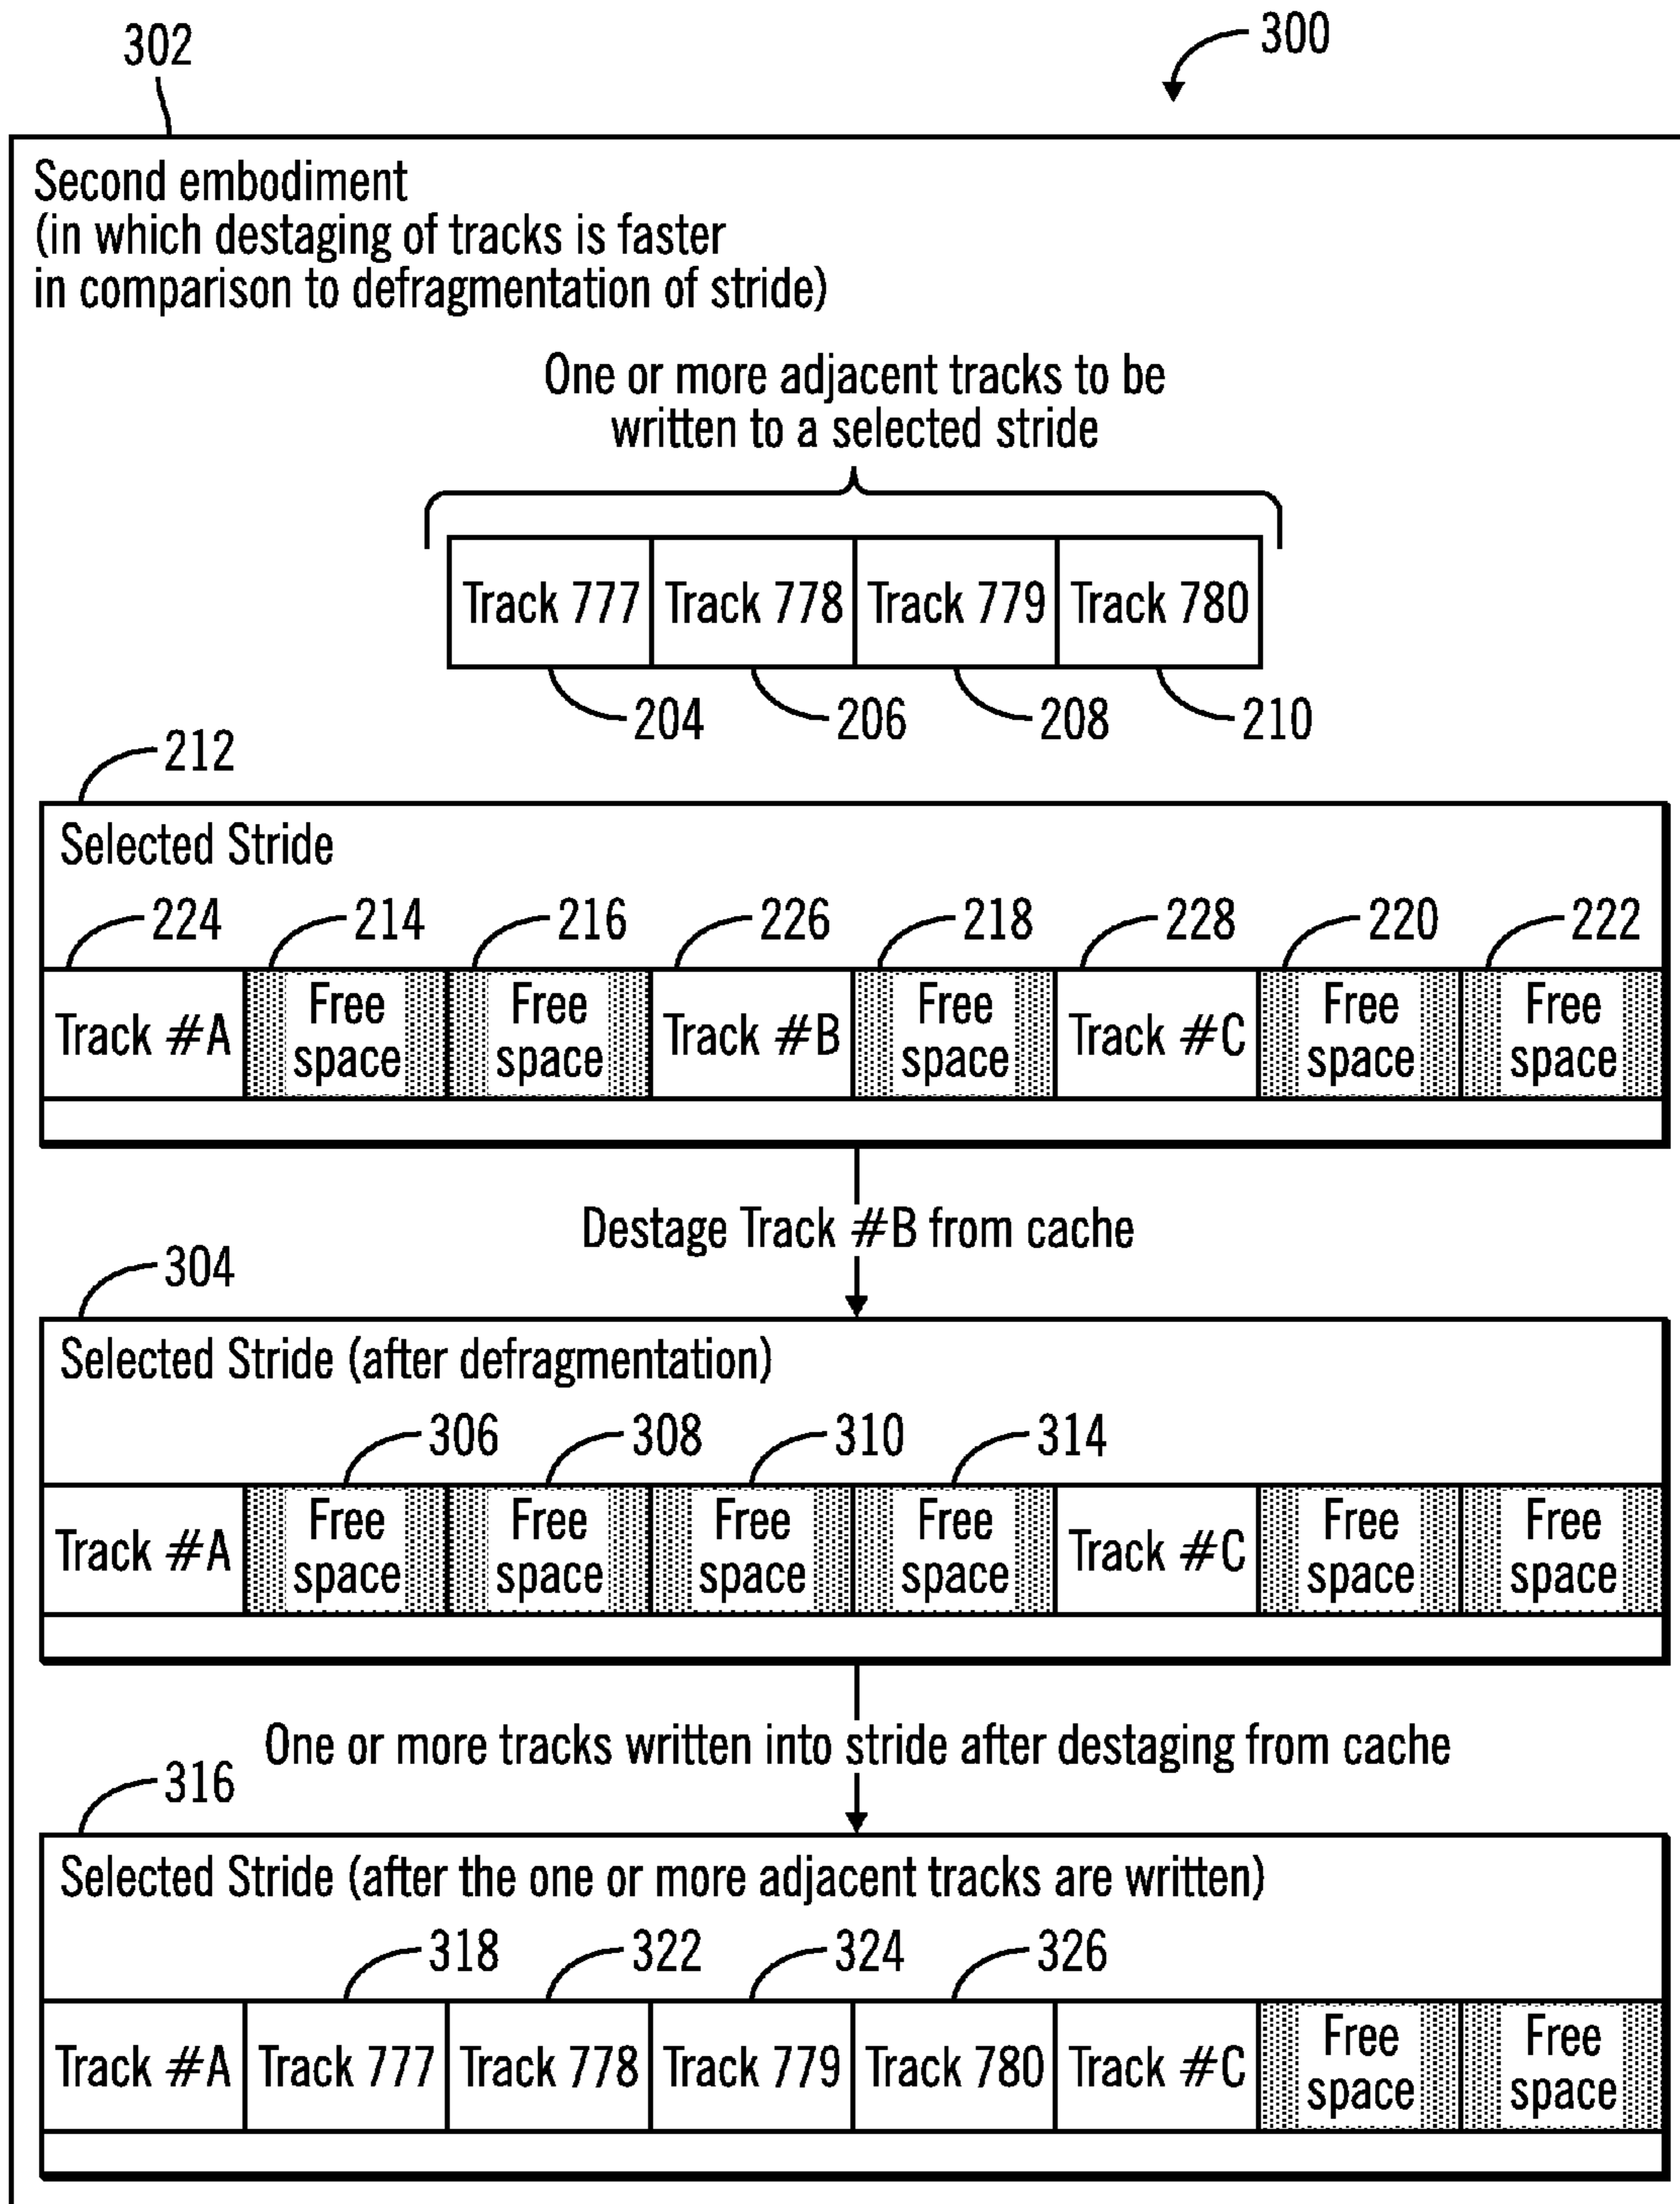 302
300
Second embodiment
(in which destaging of tracks is faster
in comparison to defragmentation of stride)
One or more adjacent tracks to be
written to a selected stride
Track 777 Track 778 Track 779 Track 780
204 206 208 210
212
Selected Stride
224 214 216 226 218 228 220 222
Track #A Free space Free space Track #B Free space Track #C Free space Free space
Destage Track #B from cache
304
Selected Stride (after defragmentation)
306 308 310 314
Track #A Free space Free space Free space Free space Track #C Free space Free space
One or more tracks written into stride after destaging from cache
316
Selected Stride (after the one or more adjacent tracks are written)
318 322 324 326
Track #A Track 777 Track 778 Track 779 Track 780 Track #C Free space Free space